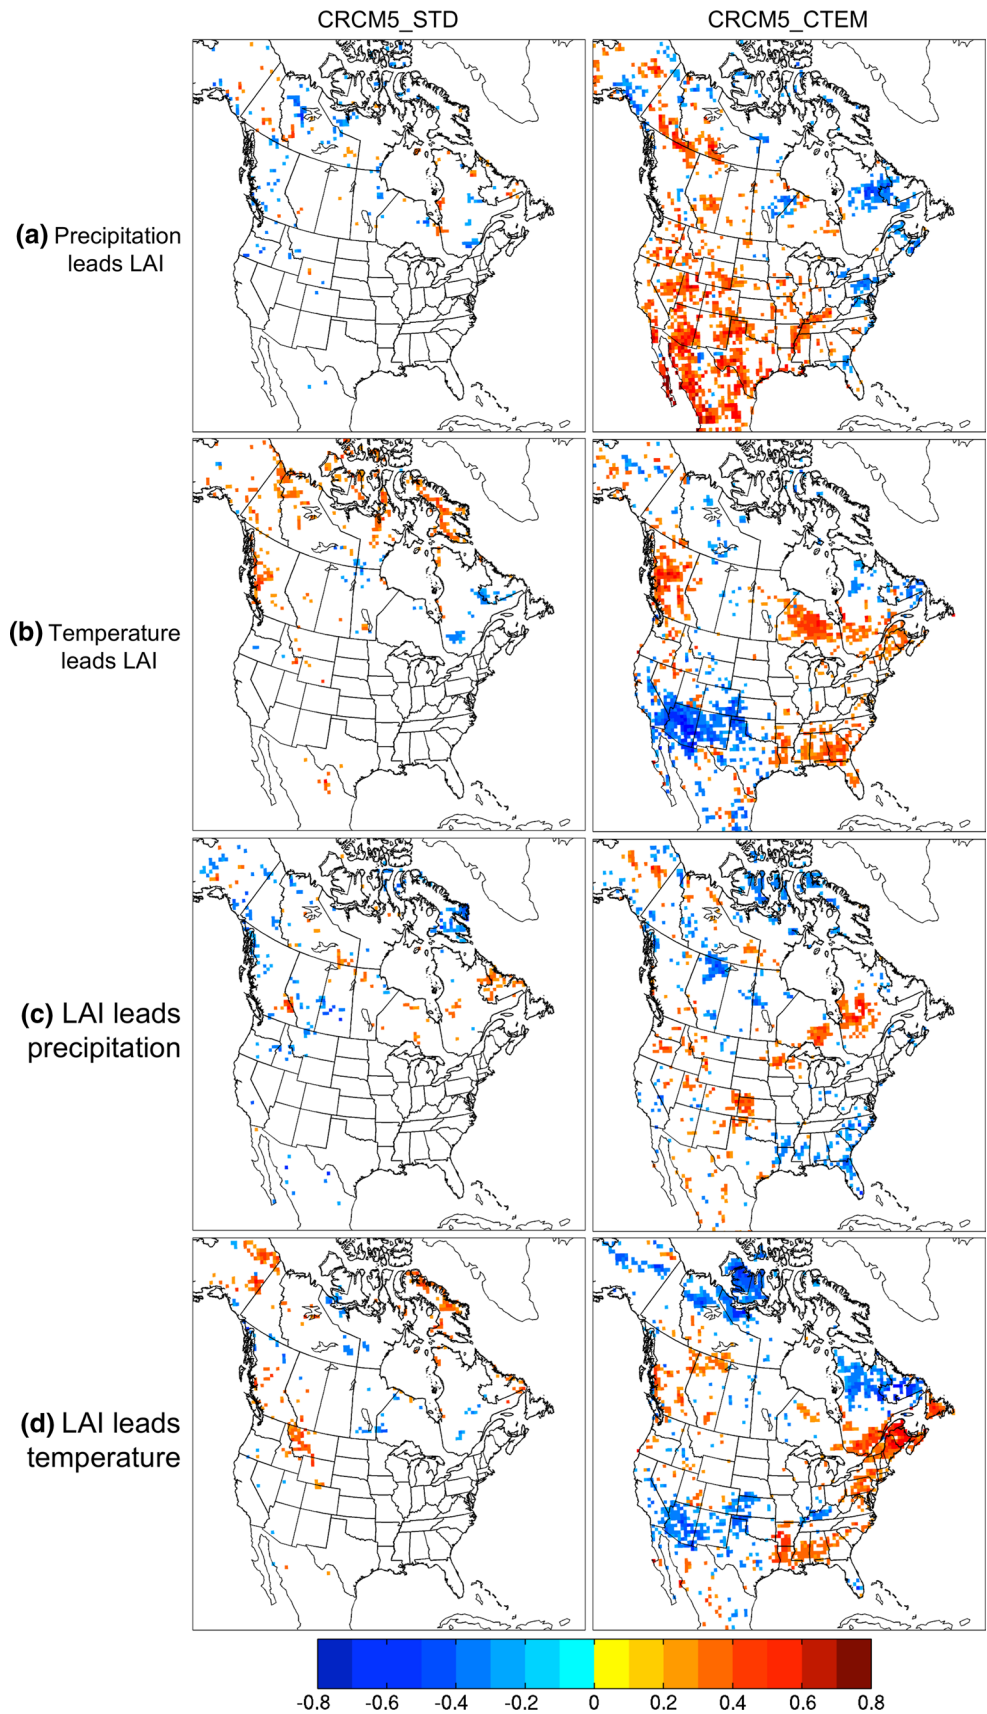 CRCM5_STD
CRCM5_CTEM
(a) Precipitation
leads LAI
(b) Temperature
leads LAI
(c) LAI leads
precipitation
(d) LAI leads
temperature
-0.8 -0.6 -0.4 -0.2 0 0.2 0.4 0.6 0.8